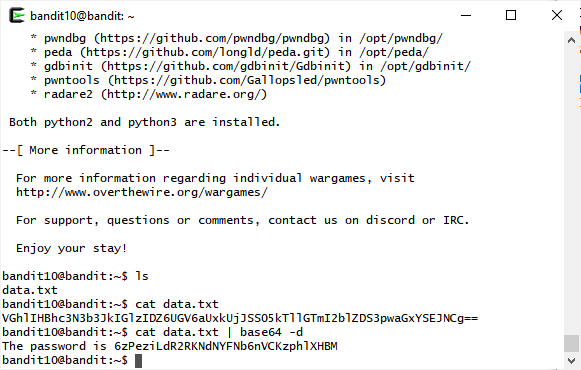 bandit10@bandit: ~
* pwndbg (https://github.com/pwndbg/pwndbg) in /opt/pwndbg/
* peda (https://github.com/longld/peda.git) in /opt/peda/
* gdbinit (https://github.com/gdbinit/Gdbinit) in /opt/gdbinit/
* pwntools (https://github.com/Gallopsled/pwntools)
* radare2 (http://www.radare.org/)
Both python2 and python3 are installed.
--[ More information ]--
For more information regarding individual wargames, visit
http://www.overthewire.org/wargames/
For support, questions or comments, contact us on discord or IRC.
Enjoy your stay!
bandit10@bandit:~$ ls
data.txt
bandit10@bandit:~$ cat data.txt
VGhlIHBhc3N3b3JkIGlzIDZ6UGV6aUxkUjJSS05kTllGTmI2blZDS3pwaGxYSEJNCg==
bandit10@bandit:~$ cat data.txt | base64 -d
The password is 6zPeziLdR2RKNdNYFNb6nVCKzphlXHBM
bandit10@bandit:~$